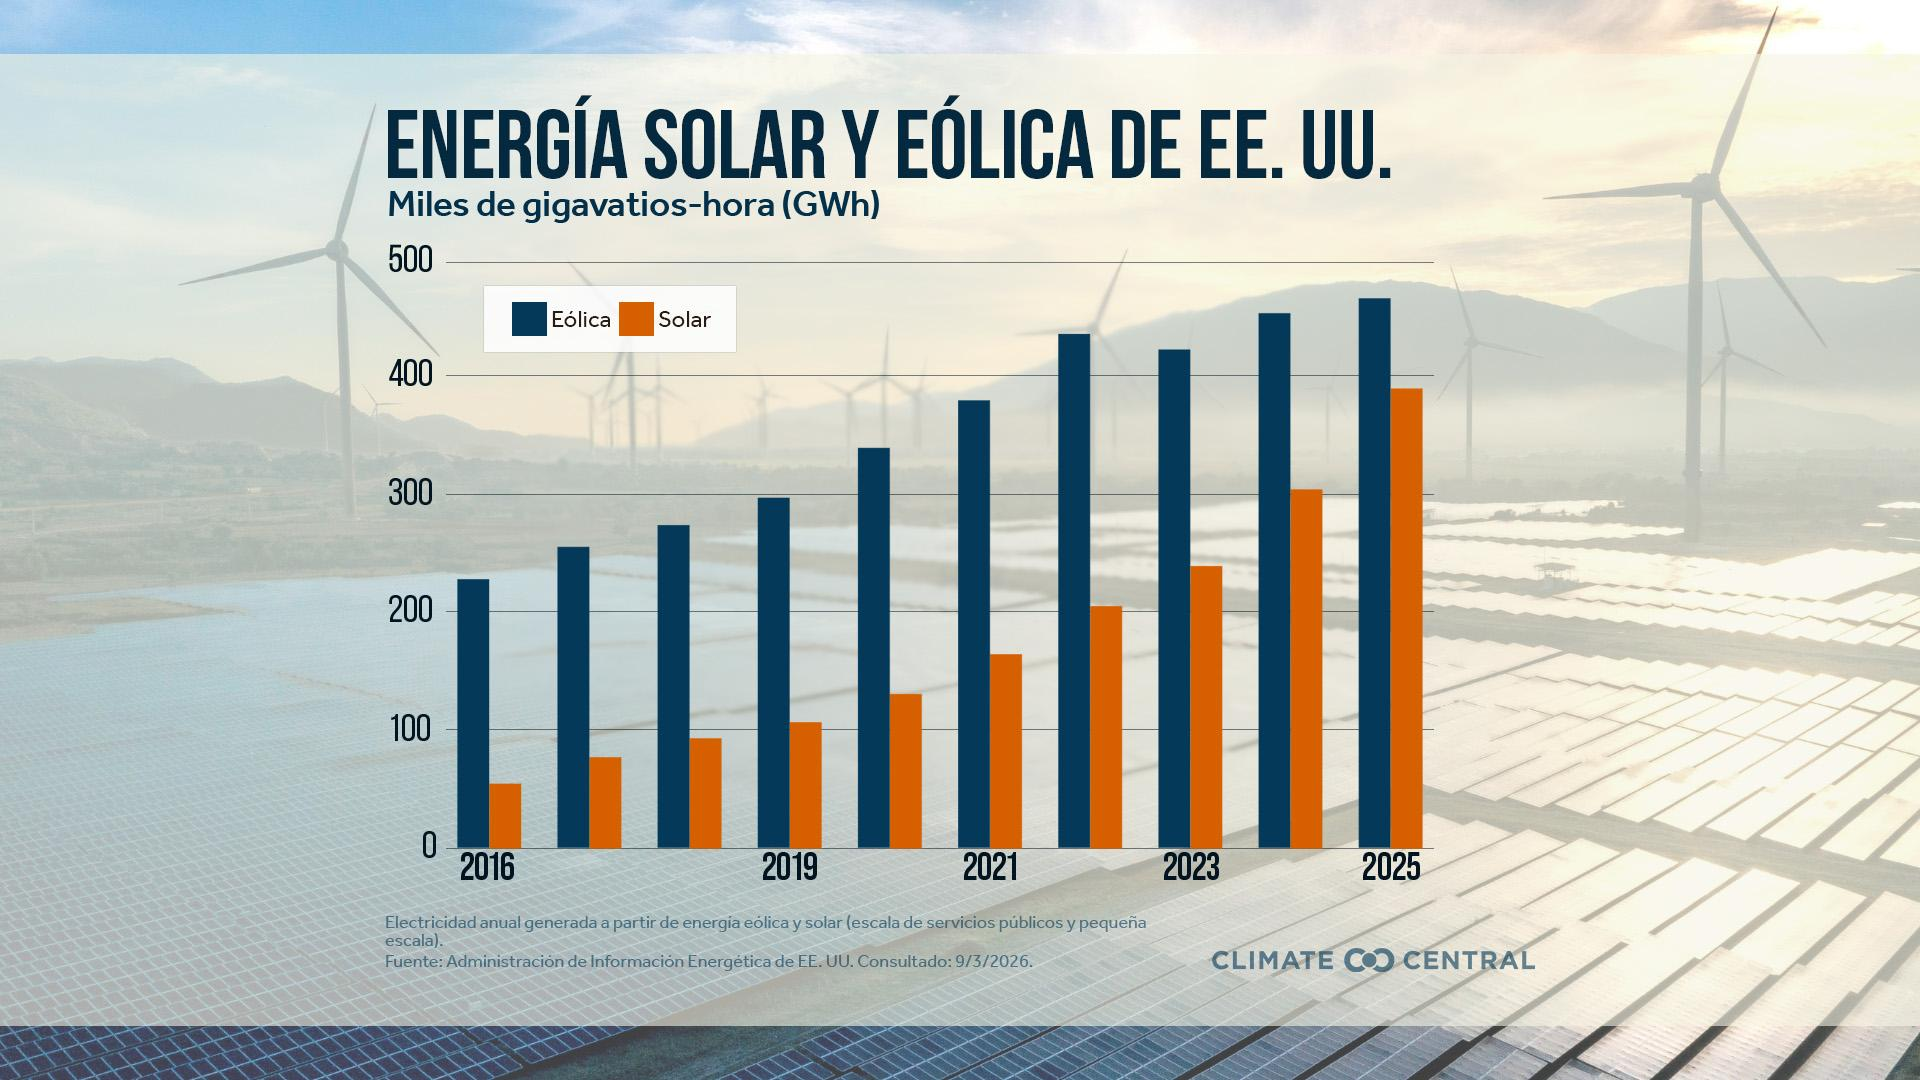 ENERGÍA SOLAR Y EÓLICA DE EE. UU.
Miles de gigavatios-hora (GWh)
500
Eólica Solar
400
300
200
100
0
2016 2019 2021 2023 2025
Electricidad anual generada a partir de energía eólica y solar (escala de servicios públicos y pequeña
escala).
Fuente: Administración de Información Energética de EE. UU. Consultado: 9/3/2026.
CLIMATE CENTRAL